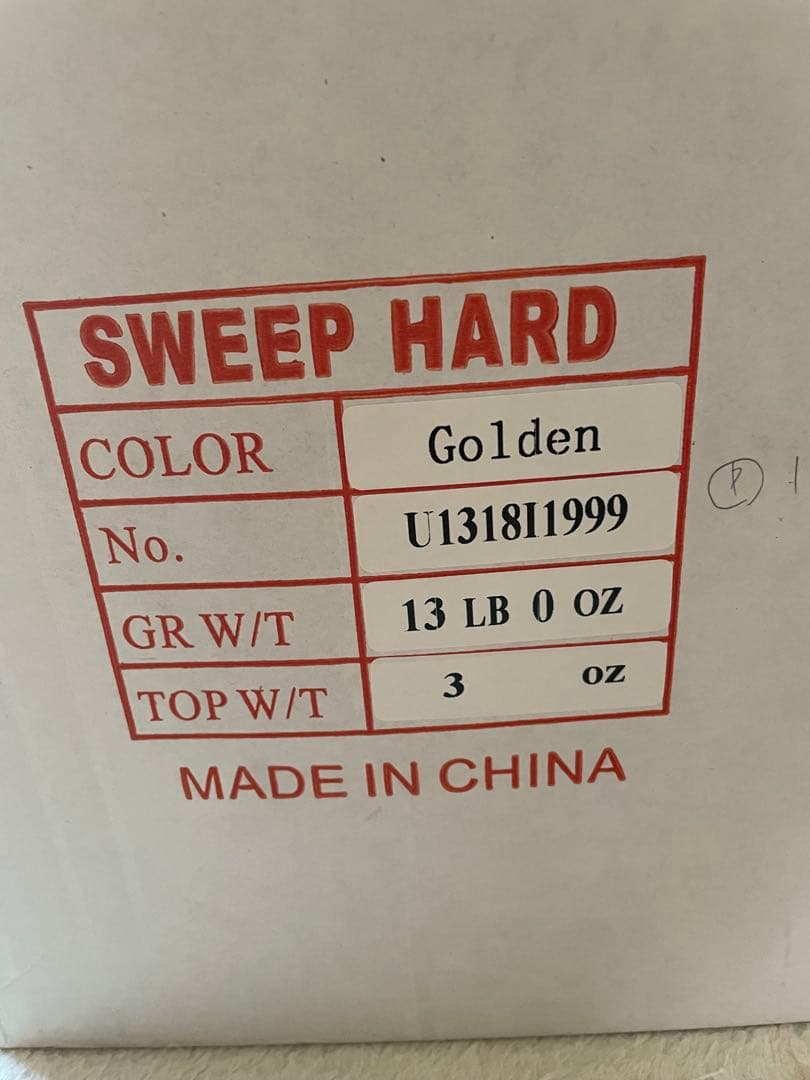 SWEEP HARD
COLOR Golden
No. U1318I1999
GR W/T 13 LB 0 OZ
TOP W/T 3 OZ
MADE IN CHINA